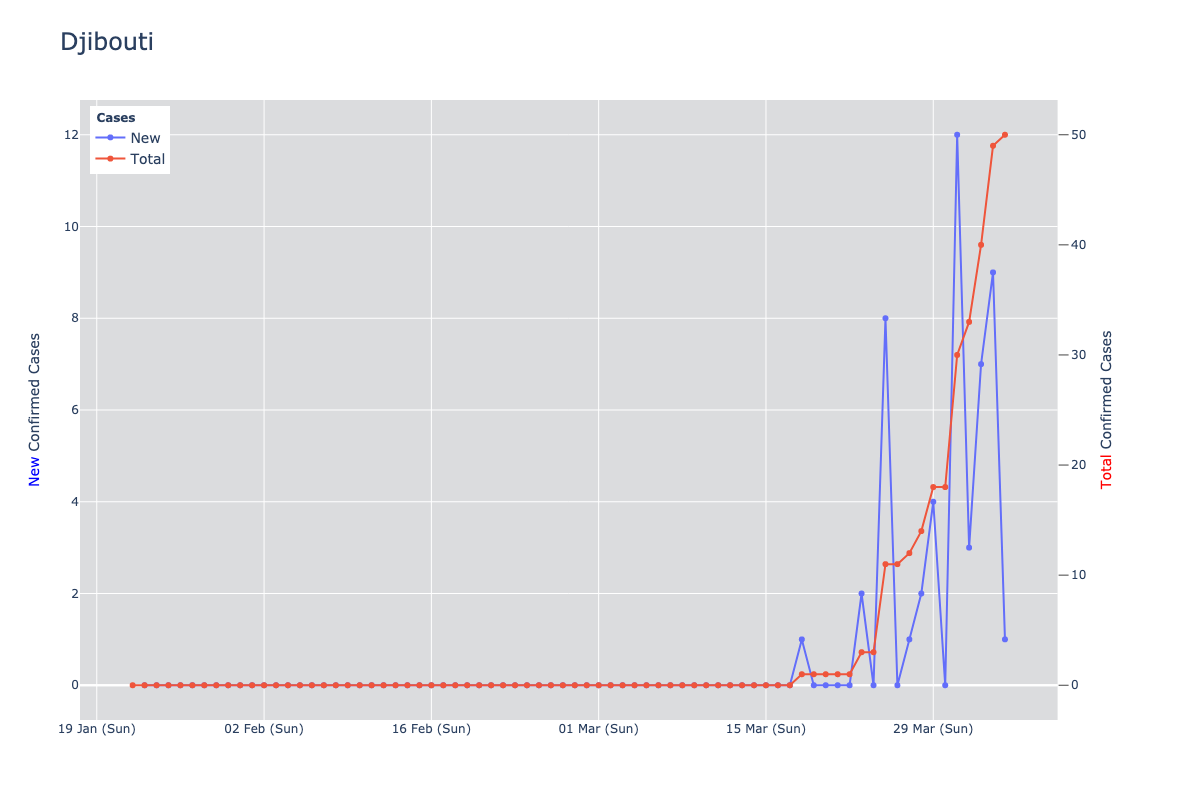 Djibouti
Cases
New
Total
12
10
8
6
4
2
0
50
40
30
20
10
0
New Confirmed Cases
Total Confirmed Cases
19 Jan (Sun)
02 Feb (Sun)
16 Feb (Sun)
01 Mar (Sun)
15 Mar (Sun)
29 Mar (Sun)